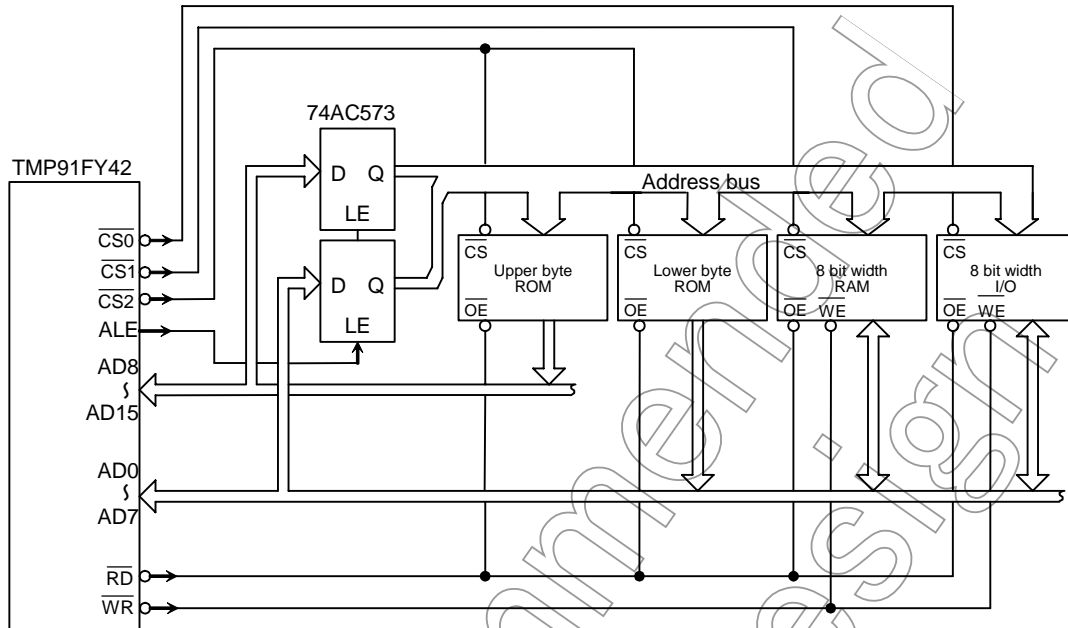 74AC573
TMP91FY42
D Q
LE
Address bus
CS0
CS1
CS2
ALE
AD8
~
AD15
AD0
~
AD7
RD
WR
D Q
LE
CS
Upper byte
ROM
OE
CS
Lower byte
ROM
OE
CS
8 bit width
RAM
OE WE
CS
8 bit width
I/O
OE WE
mmended
esign